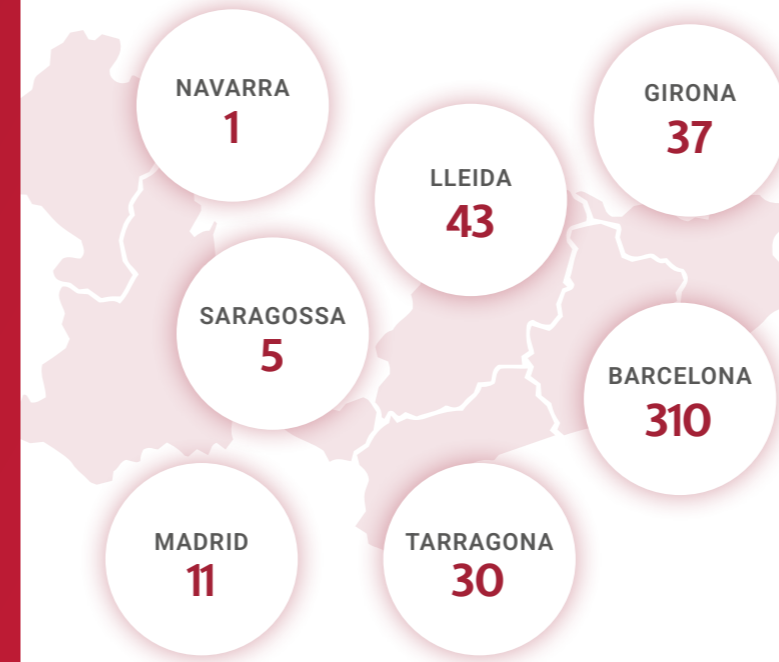 NAVARRA
1
GIRONA
37
LLEIDA
43
SARAGOSSA
5
BARCELONA
310
MADRID
11
TARRAGONA
30